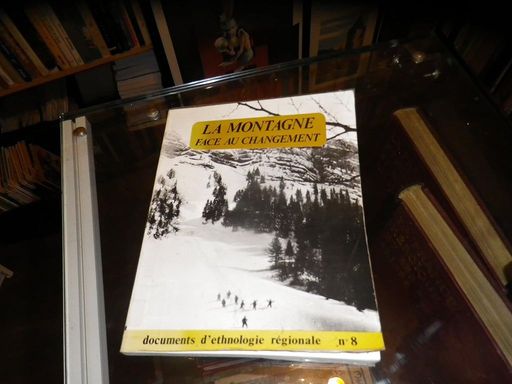 LA MONTAGNE
FACE AU CHANGEMENT
documents d'ethnologie régionale n° 8